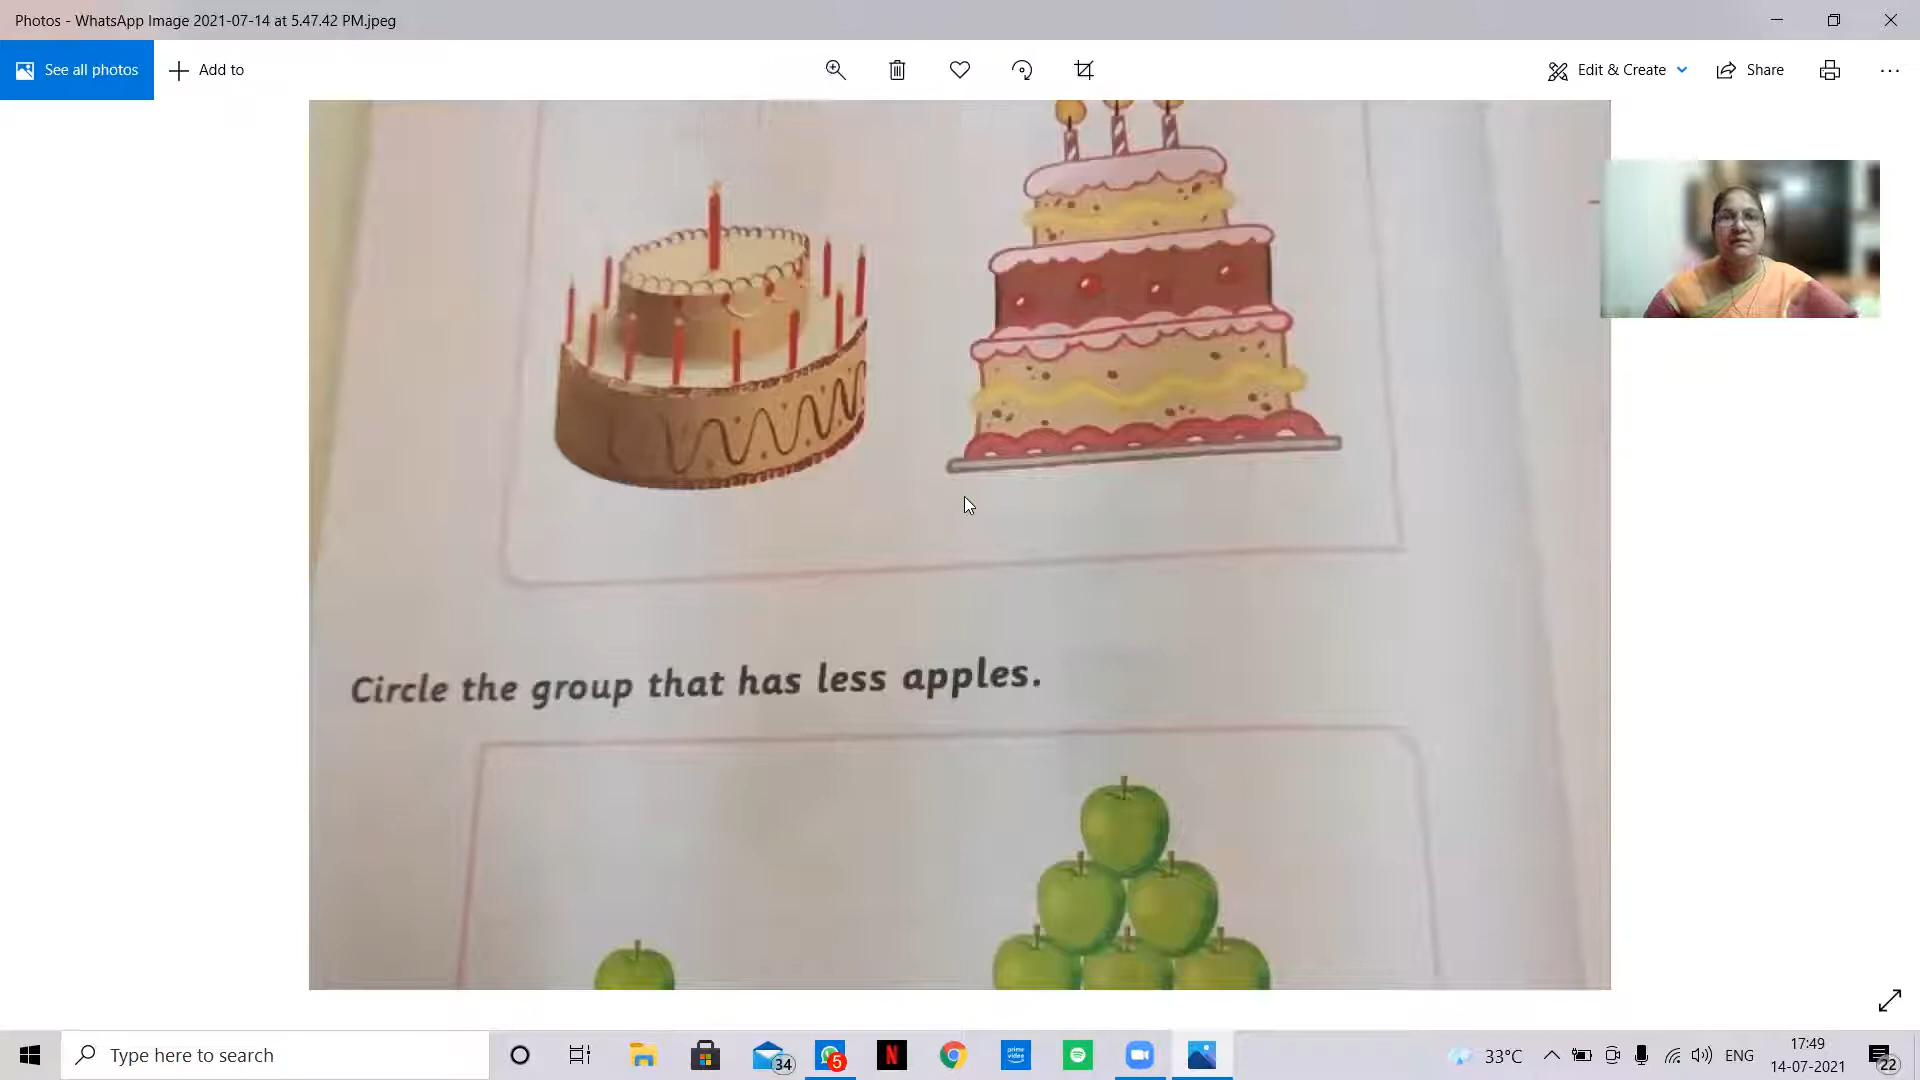 Photos - WhatsApp Image 2021-07-14 at 5.47.42 PM.jpeg
See all photos
Add to
Edit & Create
Share
Circle the group that has less apples.
Type here to search
34
5
prime video
33°C
ENG
17:49
14-07-2021
22